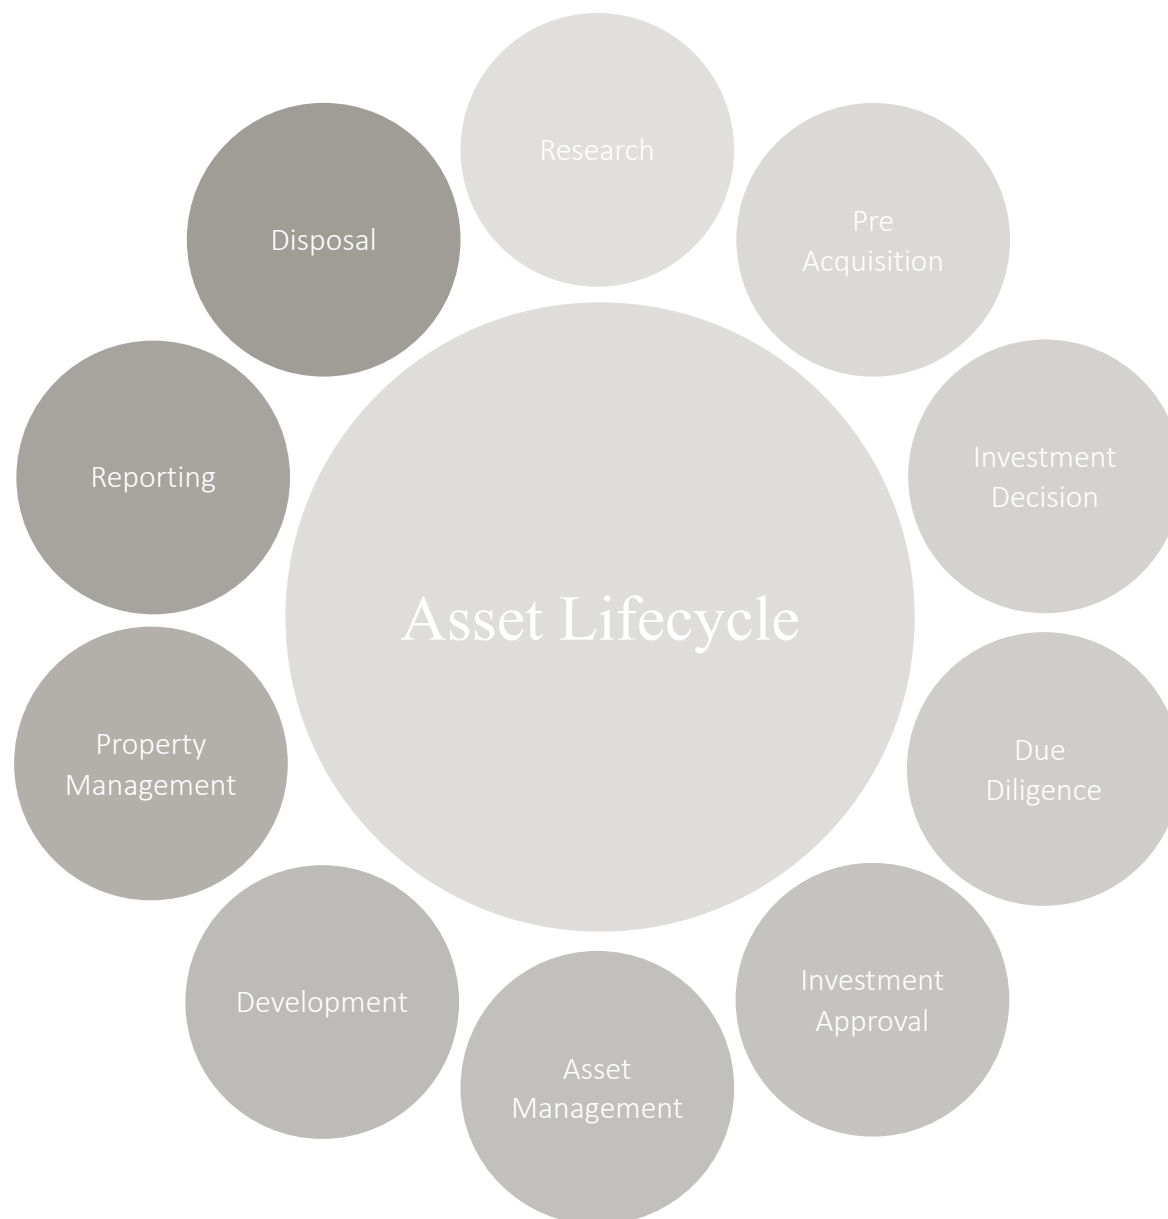 Research
Pre
Acquisition
Investment
Decision
Due
Diligence
Investment
Approval
Asset
Management
Development
Property
Management
Reporting
Disposal
Asset Lifecycle